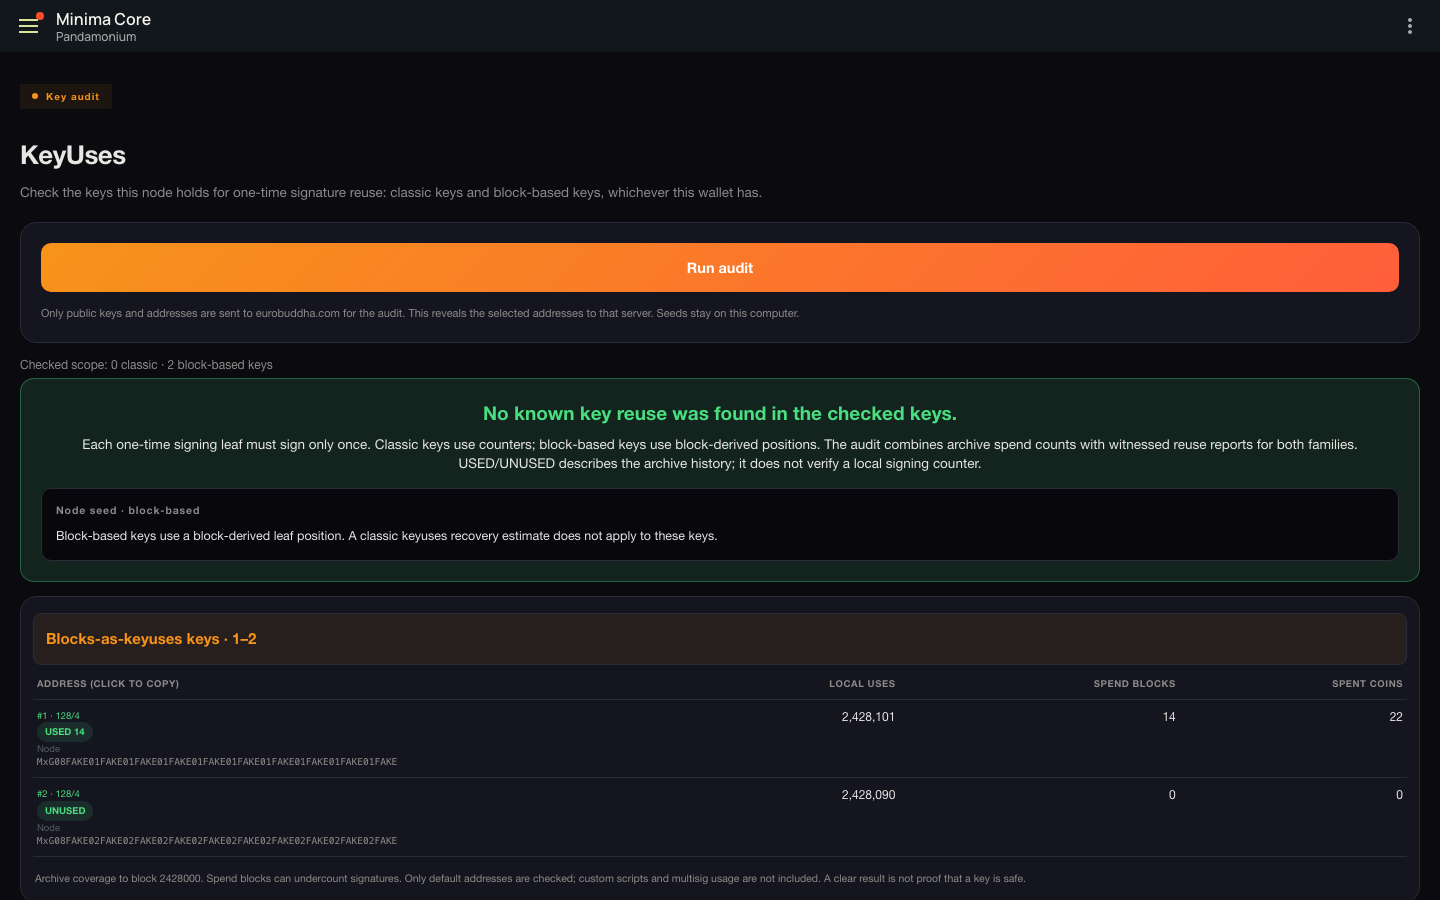 Minima Core
Pandamonium
Key audit
KeyUses
Check the keys this node holds for one-time signature reuse: classic keys and block-based keys, whichever this wallet has.
Run audit
Only public keys and addresses are sent to eurobuddha.com for the audit. This reveals the selected addresses to that server. Seeds stay on this computer.
Checked scope: 0 classic · 2 block-based keys
No known key reuse was found in the checked keys.
Each one-time signing leaf must sign only once. Classic keys use counters; block-based keys use block-derived positions. The audit combines archive spend counts with witnessed reuse reports for both families.
USED/UNUSED describes the archive history; it does not verify a local signing counter.
Node seed · block-based
Block-based keys use a block-derived leaf position. A classic keyuses recovery estimate does not apply to these keys.
Blocks-as-keyuses keys · 1–2
ADDRESS (CLICK TO COPY) LOCAL USES SPEND BLOCKS SPENT COINS
#1 · 128/4 2,428,101 14 22
USED 14
Node
MxG08FAKE01FAKE01FAKE01FAKE01FAKE01FAKE01FAKE01FAKE01FAKE01FAKE
#2 · 128/4 2,428,090 0 0
UNUSED
Node
MxG08FAKE02FAKE02FAKE02FAKE02FAKE02FAKE02FAKE02FAKE02FAKE02FAKE
Archive coverage to block 2428000. Spend blocks can undercount signatures. Only default addresses are checked; custom scripts and multisig usage are not included. A clear result is not proof that a key is safe.